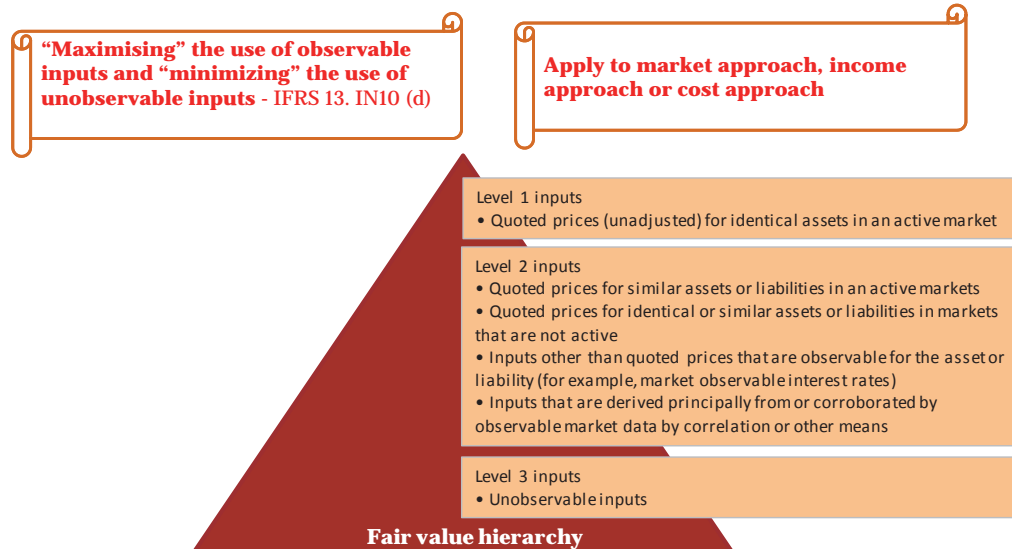 “Maximising” the use of observable
inputs and “minimizing” the use of
unobservable inputs - IFRS 13. IN10 (d)
Apply to market approach, income
approach or cost approach
Level 1 inputs
• Quoted prices (unadjusted) for identical assets in an active market
Level 2 inputs
• Quoted prices for similar assets or liabilities in an active markets
• Quoted prices for identical or similar assets or liabilities in markets
that are not active
• Inputs other than quoted prices that are observable for the asset or
liability (for example, market observable interest rates)
• Inputs that are derived principally from or corroborated by
observable market data by correlation or other means
Level 3 inputs
• Unobservable inputs
Fair value hierarchy